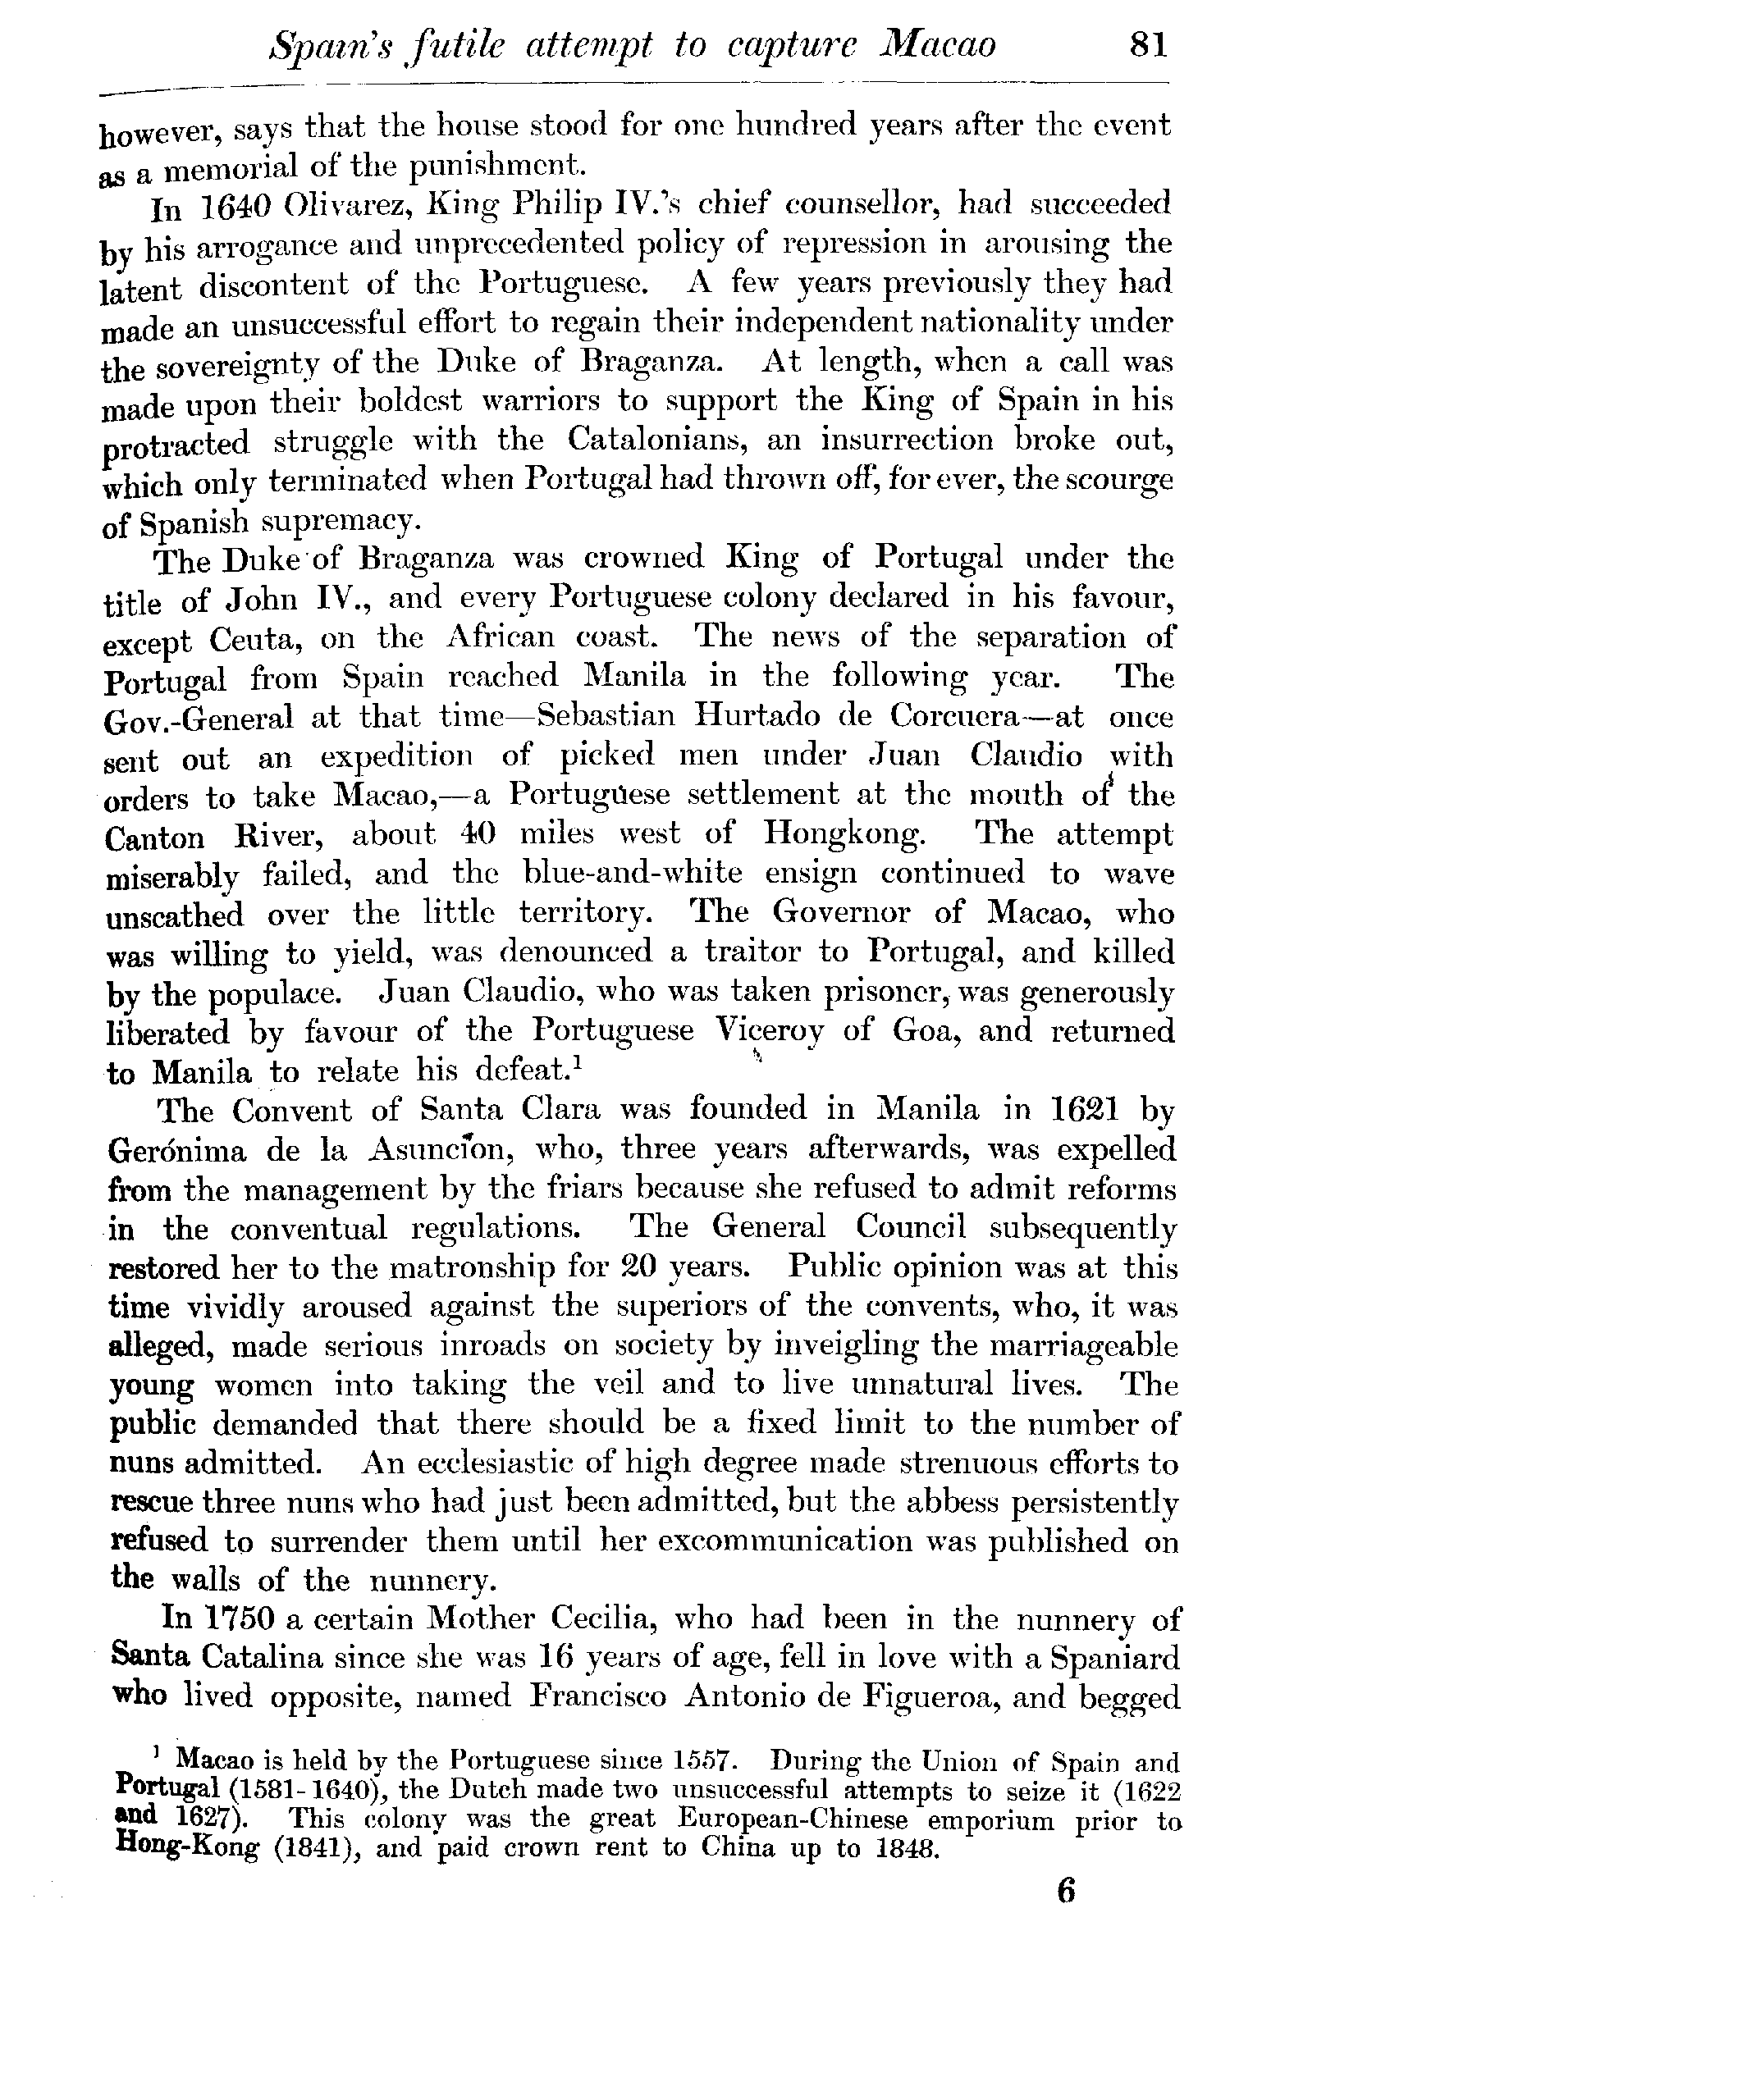 Spain's futile attempt to capture Macao 81
however, says that the house stood for one hundred years after the event
as a memorial of the punishment.
In 1640 Olivarez, King Philip IV.'s chief counsellor, had succeeded
by his arrogance and unprecedented policy of repression in arousing the
latent discontent of the Portuguese. A few years previously they had
made an unsuccessful effort to regain their independent nationality under
the sovereignty of the Duke of Braganza. At length, when a call was
made upon their boldest warriors to support the King of Spain in his
protracted struggle with the Catalonians, an insurrection broke out,
which only terminated when Portugal had thrown off, for ever, the scourge
of Spanish supremacy.
The Duke of Braganza was crowned King of Portugal under the
title of John IV., and every Portuguese colony declared in his favour,
except Ceuta, on the African coast. The news of the separation of
Portugal from Spain reached Manila in the following year. The
Gov.-General at that time—Sebastian Hurtado de Corcuera—at once
sent out an expedition of picked men under Juan Claudio with
orders to take Macao,—a Portuguese settlement at the mouth of the
Canton River, about 40 miles west of Hongkong. The attempt
miserably failed, and the blue-and-white ensign continued to wave
unscathed over the little territory. The Governor of Macao, who
was willing to yield, was denounced a traitor to Portugal, and killed
by the populace. Juan Claudio, who was taken prisoner, was generously
liberated by favour of the Portuguese Viceroy of Goa, and returned
to Manila to relate his defeat.¹
The Convent of Santa Clara was founded in Manila in 1621 by
Gerónima de la Asuncion, who, three years afterwards, was expelled
from the management by the friars because she refused to admit reforms
in the conventual regulations. The General Council subsequently
restored her to the matronship for 20 years. Public opinion was at this
time vividly aroused against the superiors of the convents, who, it was
alleged, made serious inroads on society by inveigling the marriageable
young women into taking the veil and to live unnatural lives. The
public demanded that there should be a fixed limit to the number of
nuns admitted. An ecclesiastic of high degree made strenuous efforts to
rescue three nuns who had just been admitted, but the abbess persistently
refused to surrender them until her excommunication was published on
the walls of the nunnery.
In 1750 a certain Mother Cecilia, who had been in the nunnery of
Santa Catalina since she was 16 years of age, fell in love with a Spaniard
who lived opposite, named Francisco Antonio de Figueroa, and begged
¹ Macao is held by the Portuguese since 1557. During the Union of Spain and
Portugal (1581-1640), the Dutch made two unsuccessful attempts to seize it (1622
and 1627). This colony was the great European-Chinese emporium prior to
Hong-Kong (1841), and paid crown rent to China up to 1848.
6